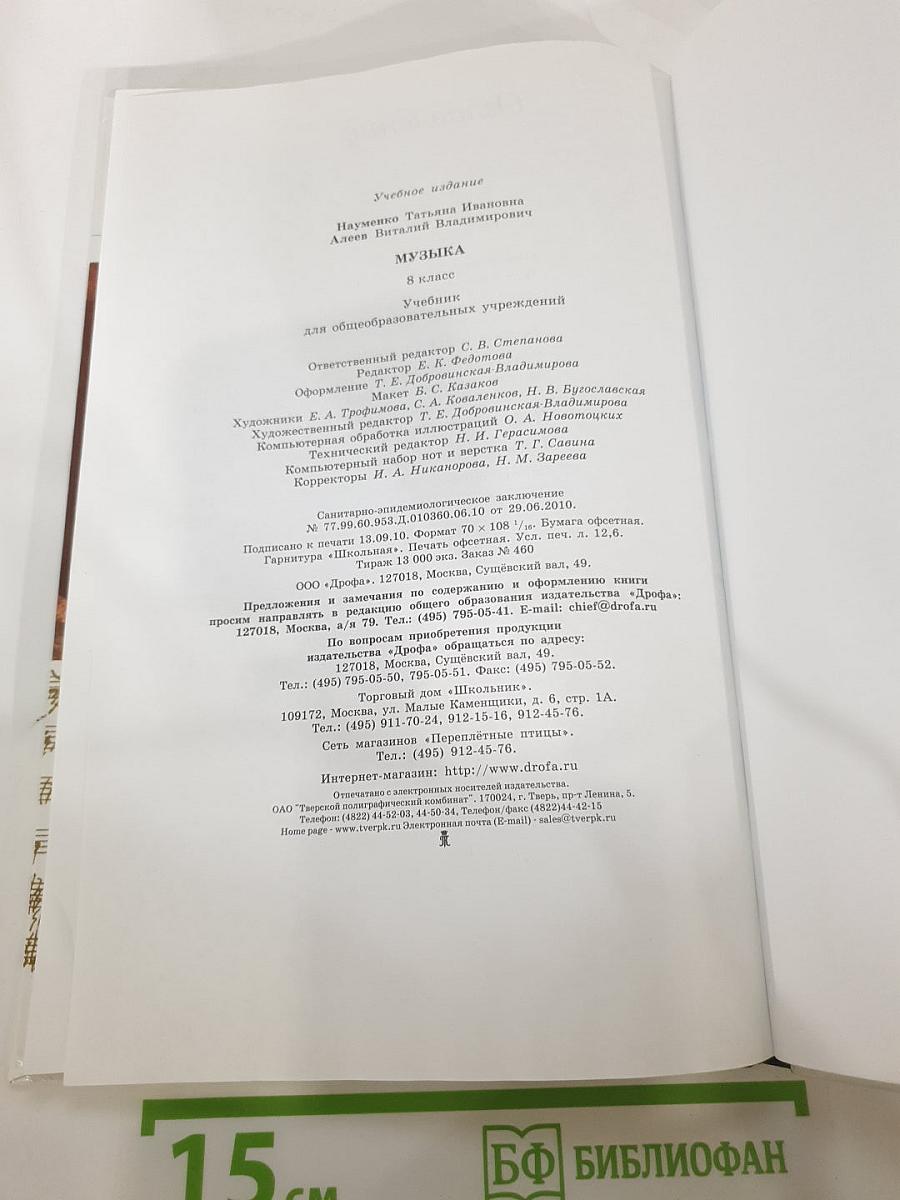 Учебное издание
Науменко Татьяна Ивановна
Алеев Виталий Владимирович
МУЗЫКА
8 класс
Учебник
для общеобразовательных учреждений
Ответственный редактор С. В. Степанова
Редактор Е. К. Федотова
Оформление Т. Е. Добровинская-Владимирова
Макет Б. С. Казаков
Художники Е. А. Трофимова, С. А. Коваленков, Н. В. Бугославская
Художественный редактор Т. Е. Добровинская-Владимирова
Компьютерная обработка иллюстраций О. А. Новотоцких
Технический редактор Н. И. Герасимова
Компьютерный набор нот и верстка Т. Г. Савина
Корректоры И. А. Никанорова, Н. М. Зареева
Санитарно-эпидемиологическое заключение
№ 77.99.60.953.Д.010360.06.10 от 29.06.2010.
Подписано к печати 13.09.10. Формат 70 × 108 1/16. Бумага офсетная.
Гарнитура «Школьная». Печать офсетная. Усл. печ. л. 12,6.
Тираж 13 000 экз. Заказ № 460
ООО «Дрофа». 127018, Москва, Сущёвский вал, 49.
Предложения и замечания по содержанию и оформлению книги
просим направлять в редакцию общего образования издательства «Дрофа»:
127018, Москва, а/я 79. Тел.: (495) 795-05-41. E-mail: chief@drofa.ru
По вопросам приобретения продукции
издательства «Дрофа» обращаться по адресу:
127018, Москва, Сущёвский вал, 49.
Тел.: (495) 795-05-50, 795-05-51. Факс: (495) 795-05-52.
Торговый дом «Школьник».
109172, Москва, ул. Малые Каменщики, д. 6, стр. 1А.
Тел.: (495) 911-70-24, 912-15-16, 912-45-76.
Сеть магазинов «Переплётные птицы».
Тел.: (495) 912-45-76.
Интернет-магазин: http://www.drofa.ru
Отпечатано с электронных носителей издательства.
ОАО "Тверской полиграфический комбинат". 170024, г. Тверь, пр-т Ленина, 5.
Телефон: (4822) 44-52-03, 44-50-34, Телефон/факс (4822)44-42-15
Home page - www.tverpk.ru Электронная почта (E-mail) - sales@tverpk.ru
15 см
БФ БИБЛИОФАН